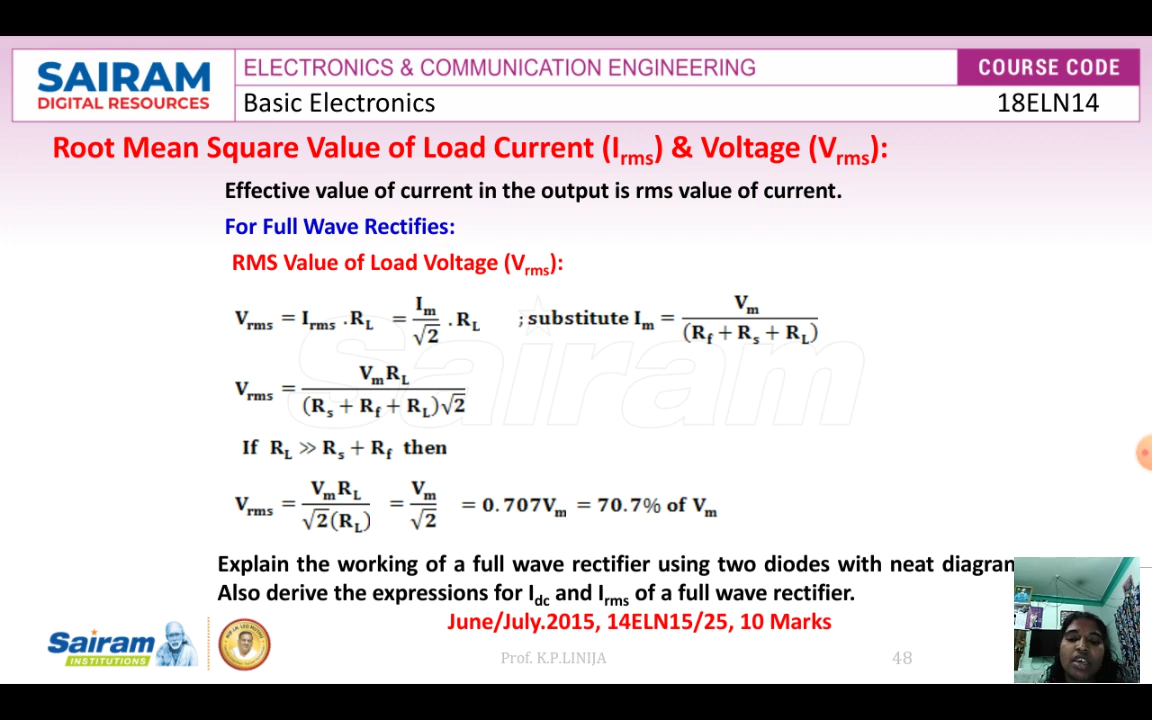 SAIRAM
DIGITAL RESOURCES
ELECTRONICS & COMMUNICATION ENGINEERING
COURSE CODE
Basic Electronics
18ELN14
Root Mean Square Value of Load Current (Irms) & Voltage (Vrms):
Effective value of current in the output is rms value of current.
For Full Wave Rectifies:
RMS Value of Load Voltage (Vrms):
Vrms = Irms .RL = Im/√2 .RL ; substitute Im = Vm/(Rf + Rs + RL)
Vrms = VmRL/(Rs + Rf + RL)√2
If RL ≫ Rs + Rf then
Vrms = VmRL/√2(RL) = Vm/√2 = 0.707Vm = 70.7% of Vm
Explain the working of a full wave rectifier using two diodes with neat diagram
Also derive the expressions for Idc and Irms of a full wave rectifier.
June/July.2015, 14ELN15/25, 10 Marks
Sairam
INSTITUTIONS
Prof. K.P.LINIJA
48
Sairam